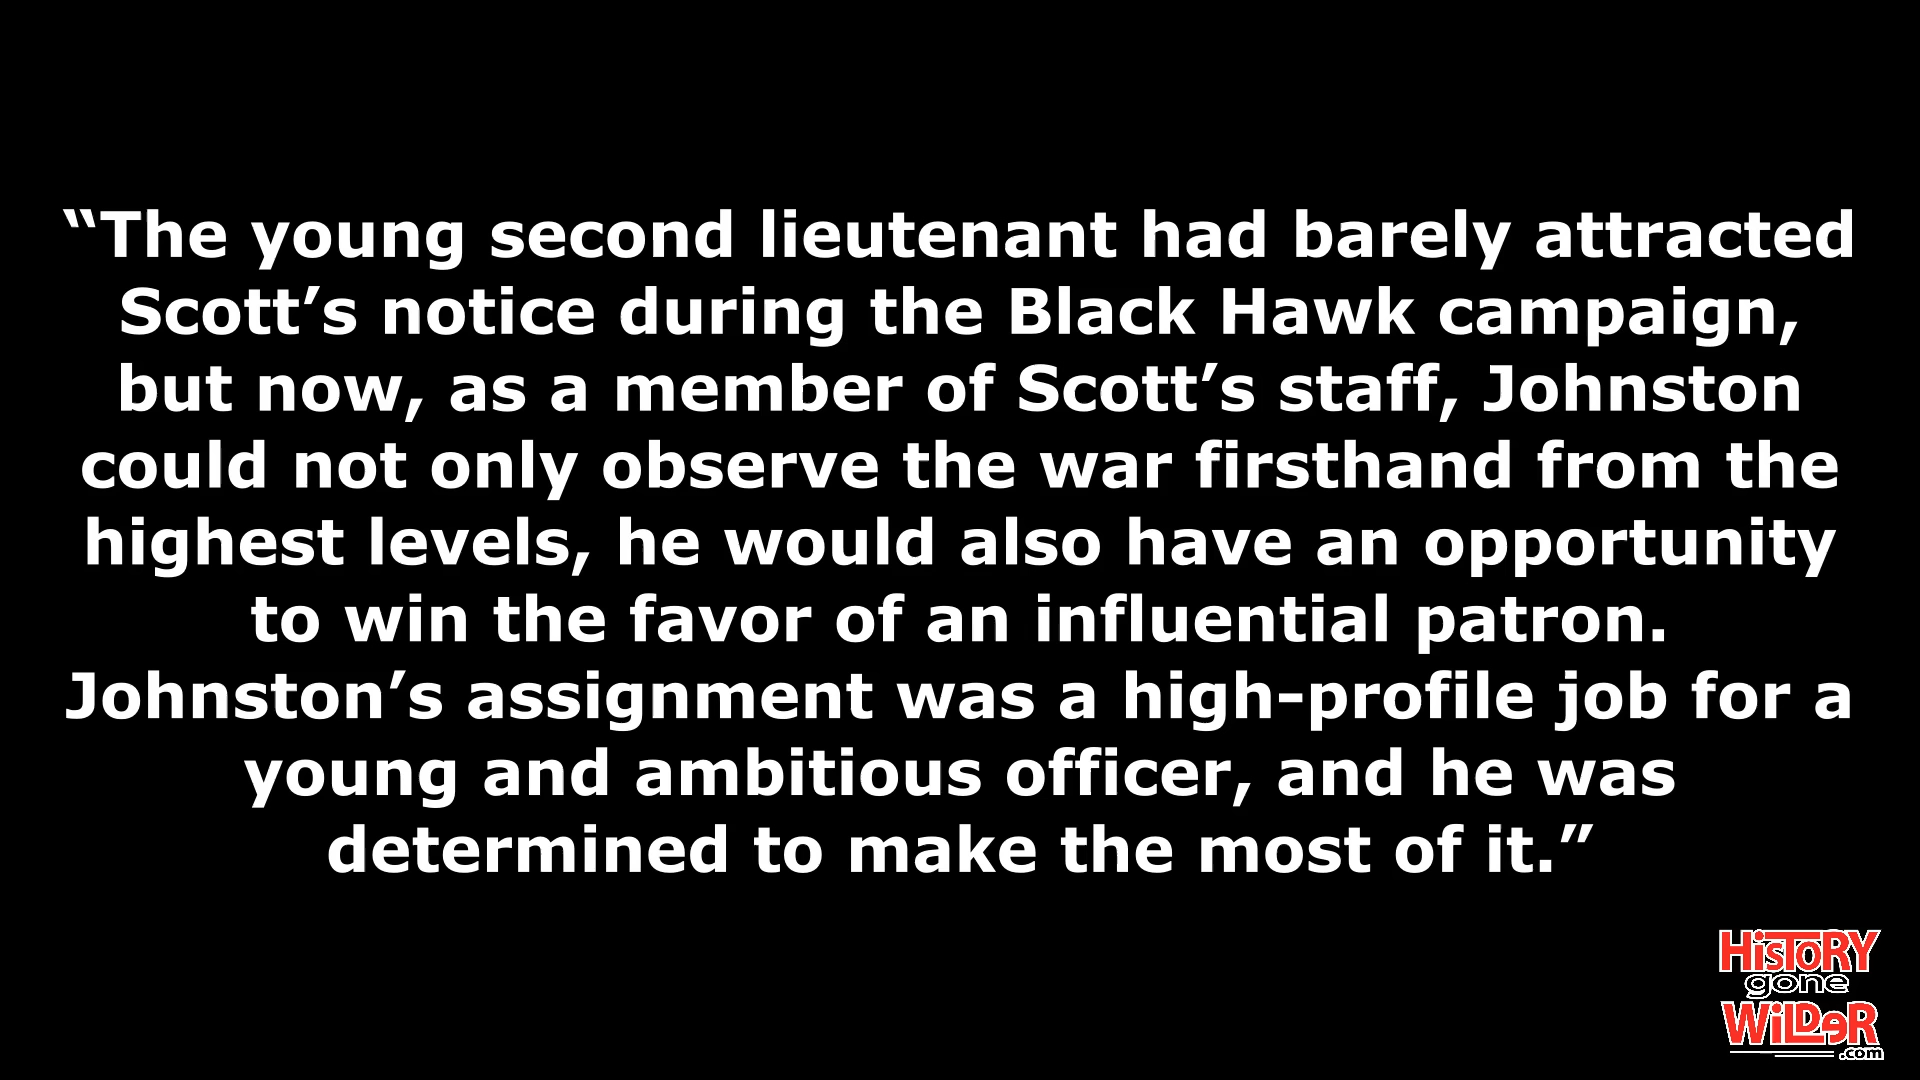 “The young second lieutenant had barely attracted
Scott’s notice during the Black Hawk campaign,
but now, as a member of Scott’s staff, Johnston
could not only observe the war firsthand from the
highest levels, he would also have an opportunity
to win the favor of an influential patron.
Johnston’s assignment was a high-profile job for a
young and ambitious officer, and he was
determined to make the most of it.”
HiSTORY
gone
WiLDeR
.com